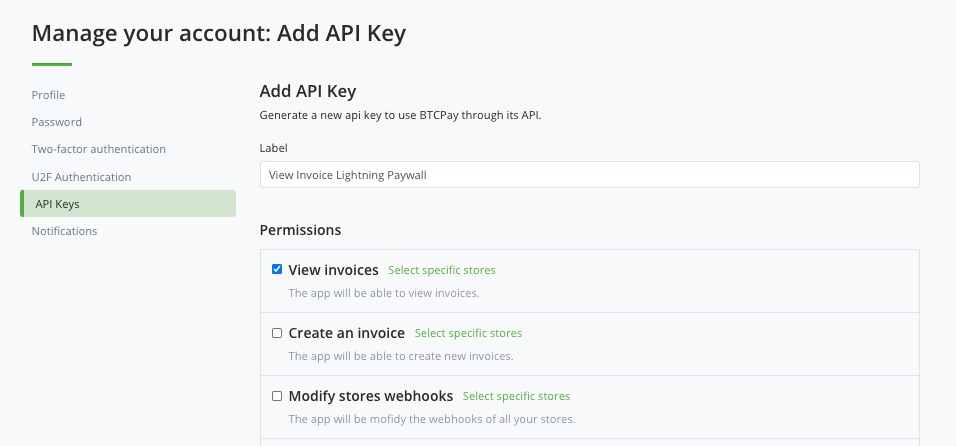 Manage your account: Add API Key
Profile
Password
Two-factor authentication
U2F Authentication
API Keys
Notifications
Add API Key
Generate a new api key to use BTCPay through its API.
Label
View Invoice Lightning Paywall
Permissions
View invoices Select specific stores
The app will be able to view invoices.
Create an invoice Select specific stores
The app will be able to create new invoices.
Modify stores webhooks Select specific stores
The app will be mofidy the webhooks of all your stores.